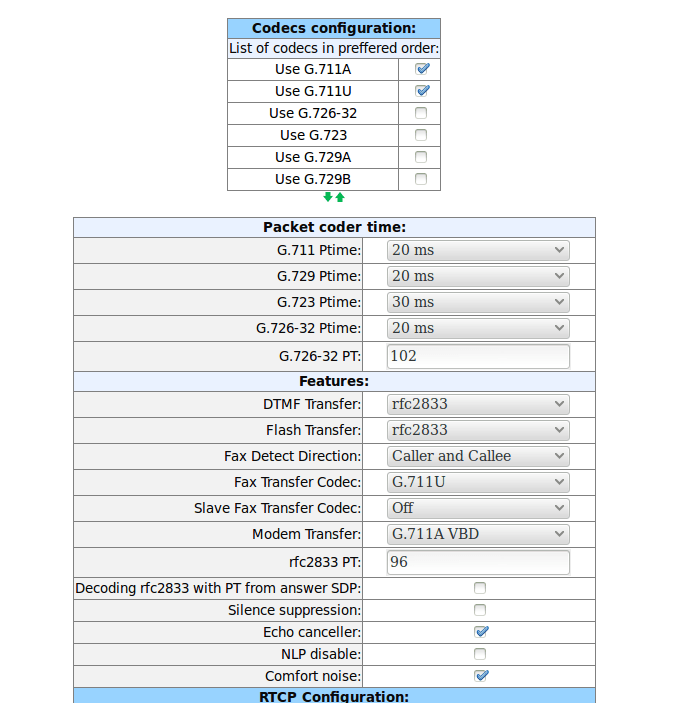 Codecs configuration:
List of codecs in preffered order:
Use G.711A
Use G.711U
Use G.726-32
Use G.723
Use G.729A
Use G.729B
Packet coder time:
G.711 Ptime: 20 ms
G.729 Ptime: 20 ms
G.723 Ptime: 30 ms
G.726-32 Ptime: 20 ms
G.726-32 PT: 102
Features:
DTMF Transfer: rfc2833
Flash Transfer: rfc2833
Fax Detect Direction: Caller and Callee
Fax Transfer Codec: G.711U
Slave Fax Transfer Codec: Off
Modem Transfer: G.711A VBD
rfc2833 PT: 96
Decoding rfc2833 with PT from answer SDP:
Silence suppression:
Echo canceller:
NLP disable:
Comfort noise:
RTCP Configuration: